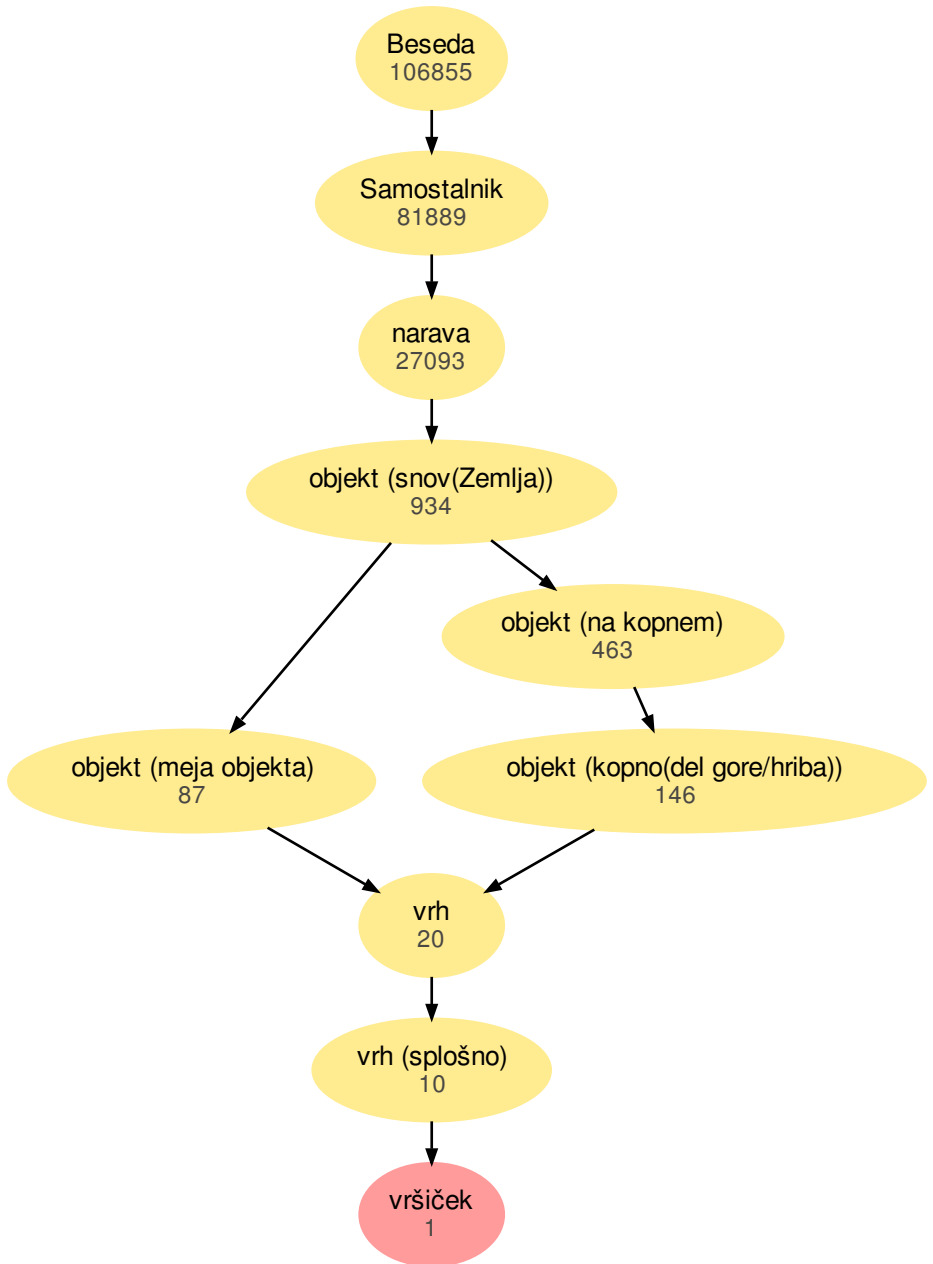 Beseda
106855
Samostalnik
81889
narava
27093
objekt (snov(Zemlja))
934
objekt (na kopnem)
463
objekt (meja objekta)
87
objekt (kopno(del gore/hriba))
146
vrh
20
vrh (splošno)
10
vršiček
1